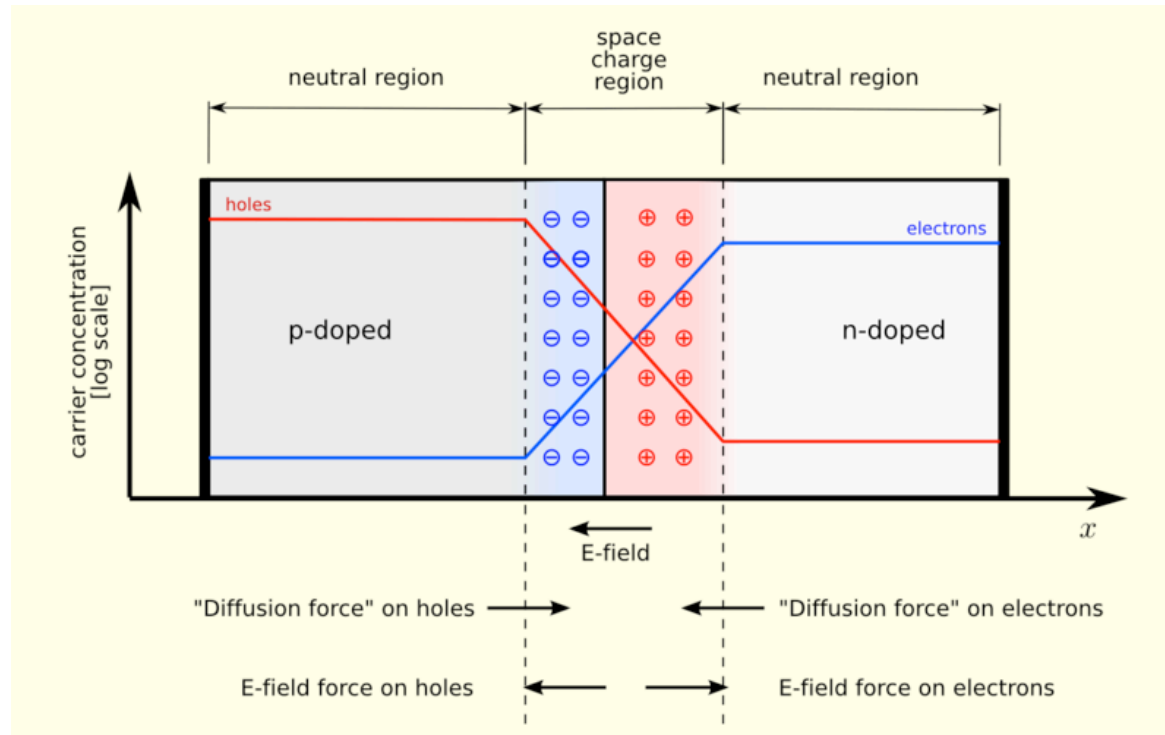 space
charge
region
neutral region
neutral region
holes
electrons
carrier concentration
[log scale]
p-doped
n-doped
x
E-field
"Diffusion force" on holes
"Diffusion force" on electrons
E-field force on holes
E-field force on electrons